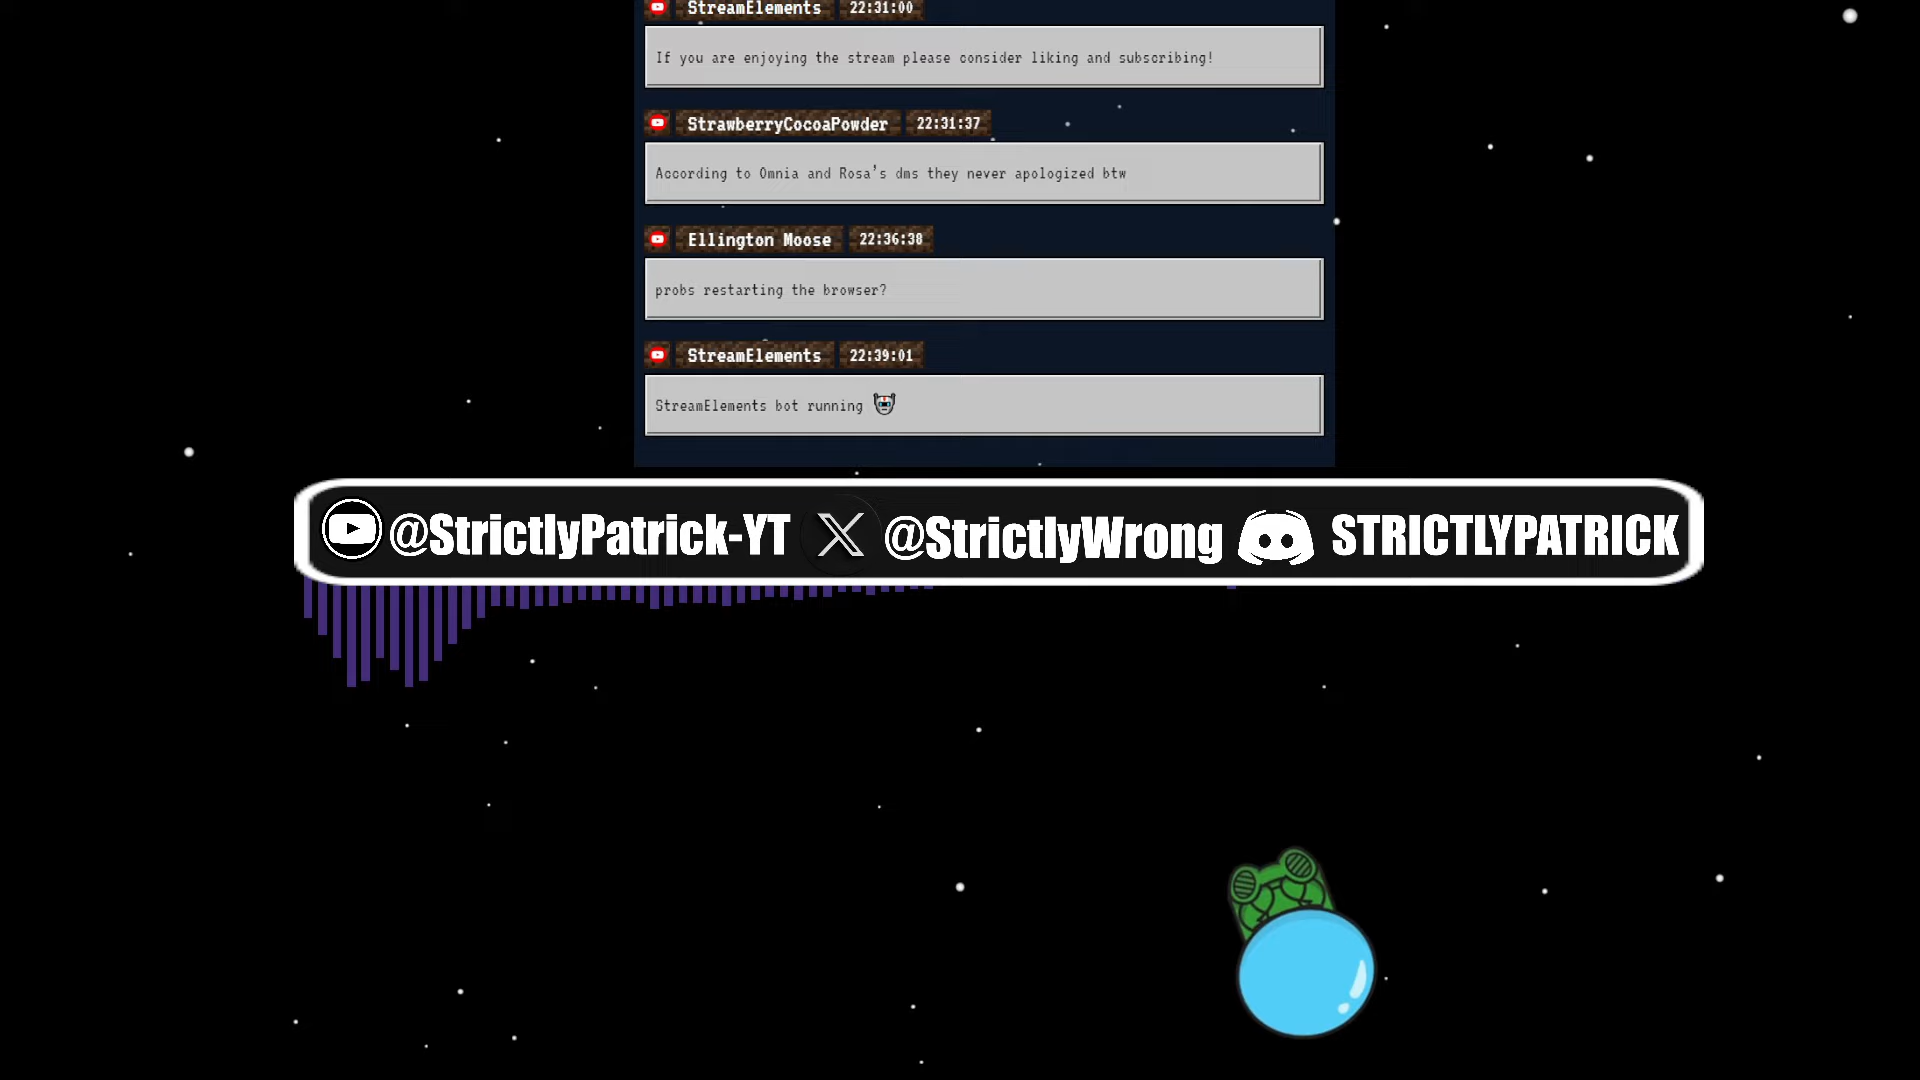 StreamElements 22:31:00
If you are enjoying the stream please consider liking and subscribing!
StrawberryCocoaPowder 22:31:37
According to Omnia and Rosa's dms they never apologized btw
Ellington Moose 22:36:38
probs restarting the browser?
StreamElements 22:39:01
StreamElements bot running
@StrictlyPatrick-YT @StrictlyWrong STRICTLYPATRICK